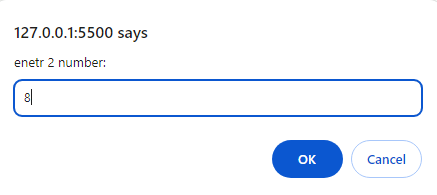 127.0.0.1:5500 says
enetr 2 number:
8
OK
Cancel